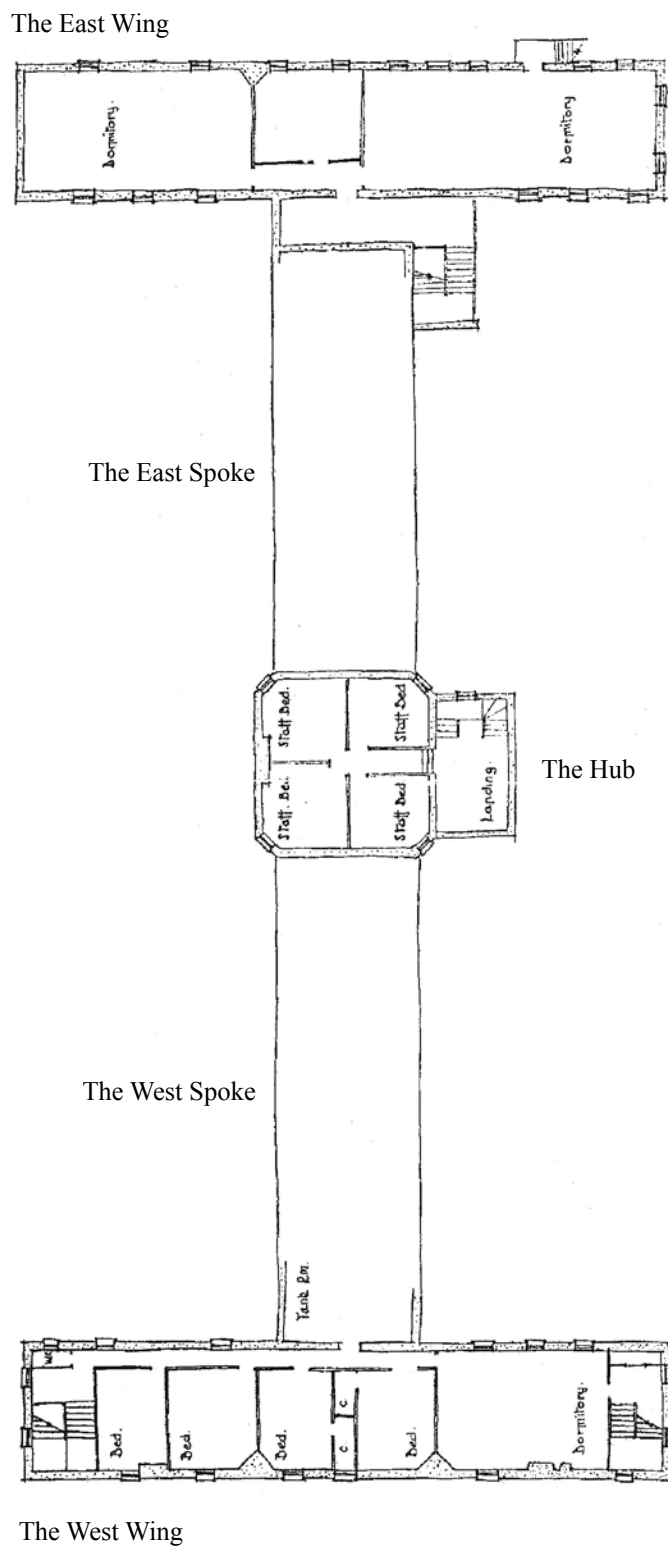 The East Wing
Dormitory.
Dormitory
The East Spoke
Staff Bed.
Staff Bed
The Hub
Staff. Bed.
Staff Bed
Landing.
The West Spoke
Tank Rm.
WC
Bed.
Bed.
Bed.
C
C
Bed.
Dormitory.
The West Wing